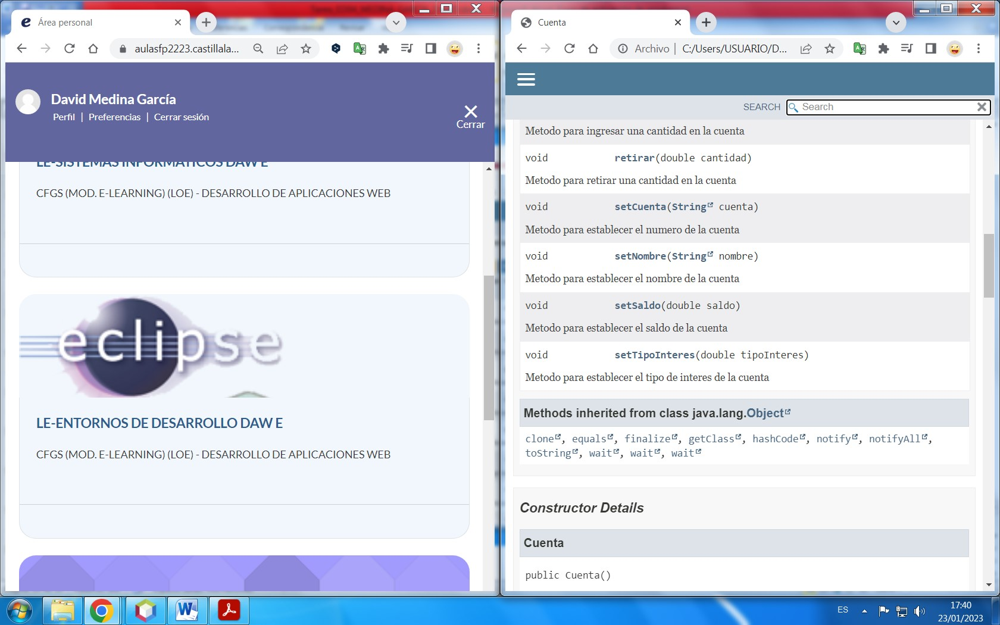 Área personal
aulasfp2223.castillala...
David Medina García
Perfil | Preferencias | Cerrar sesión
Cerrar
LE-SISTEMAS INFORMÁTICOS DAW E
CFGS (MOD. E-LEARNING) (LOE) - DESARROLLO DE APLICACIONES WEB
eclipse
LE-ENTORNOS DE DESARROLLO DAW E
CFGS (MOD. E-LEARNING) (LOE) - DESARROLLO DE APLICACIONES WEB
Cuenta
Archivo | C:/Users/USUARIO/D...
SEARCH Search
Metodo para ingresar una cantidad en la cuenta
void retirar(double cantidad)
Metodo para retirar una cantidad en la cuenta
void setCuenta(String cuenta)
Metodo para establecer el numero de la cuenta
void setNombre(String nombre)
Metodo para establecer el nombre de la cuenta
void setSaldo(double saldo)
Metodo para establecer el saldo de la cuenta
void setTipoInteres(double tipoInteres)
Metodo para establecer el tipo de interes de la cuenta
Methods inherited from class java.lang.Object
clone, equals, finalize, getClass, hashCode, notify, notifyAll,
toString, wait, wait, wait
Constructor Details
Cuenta
public Cuenta()
ES
17:40
23/01/2023